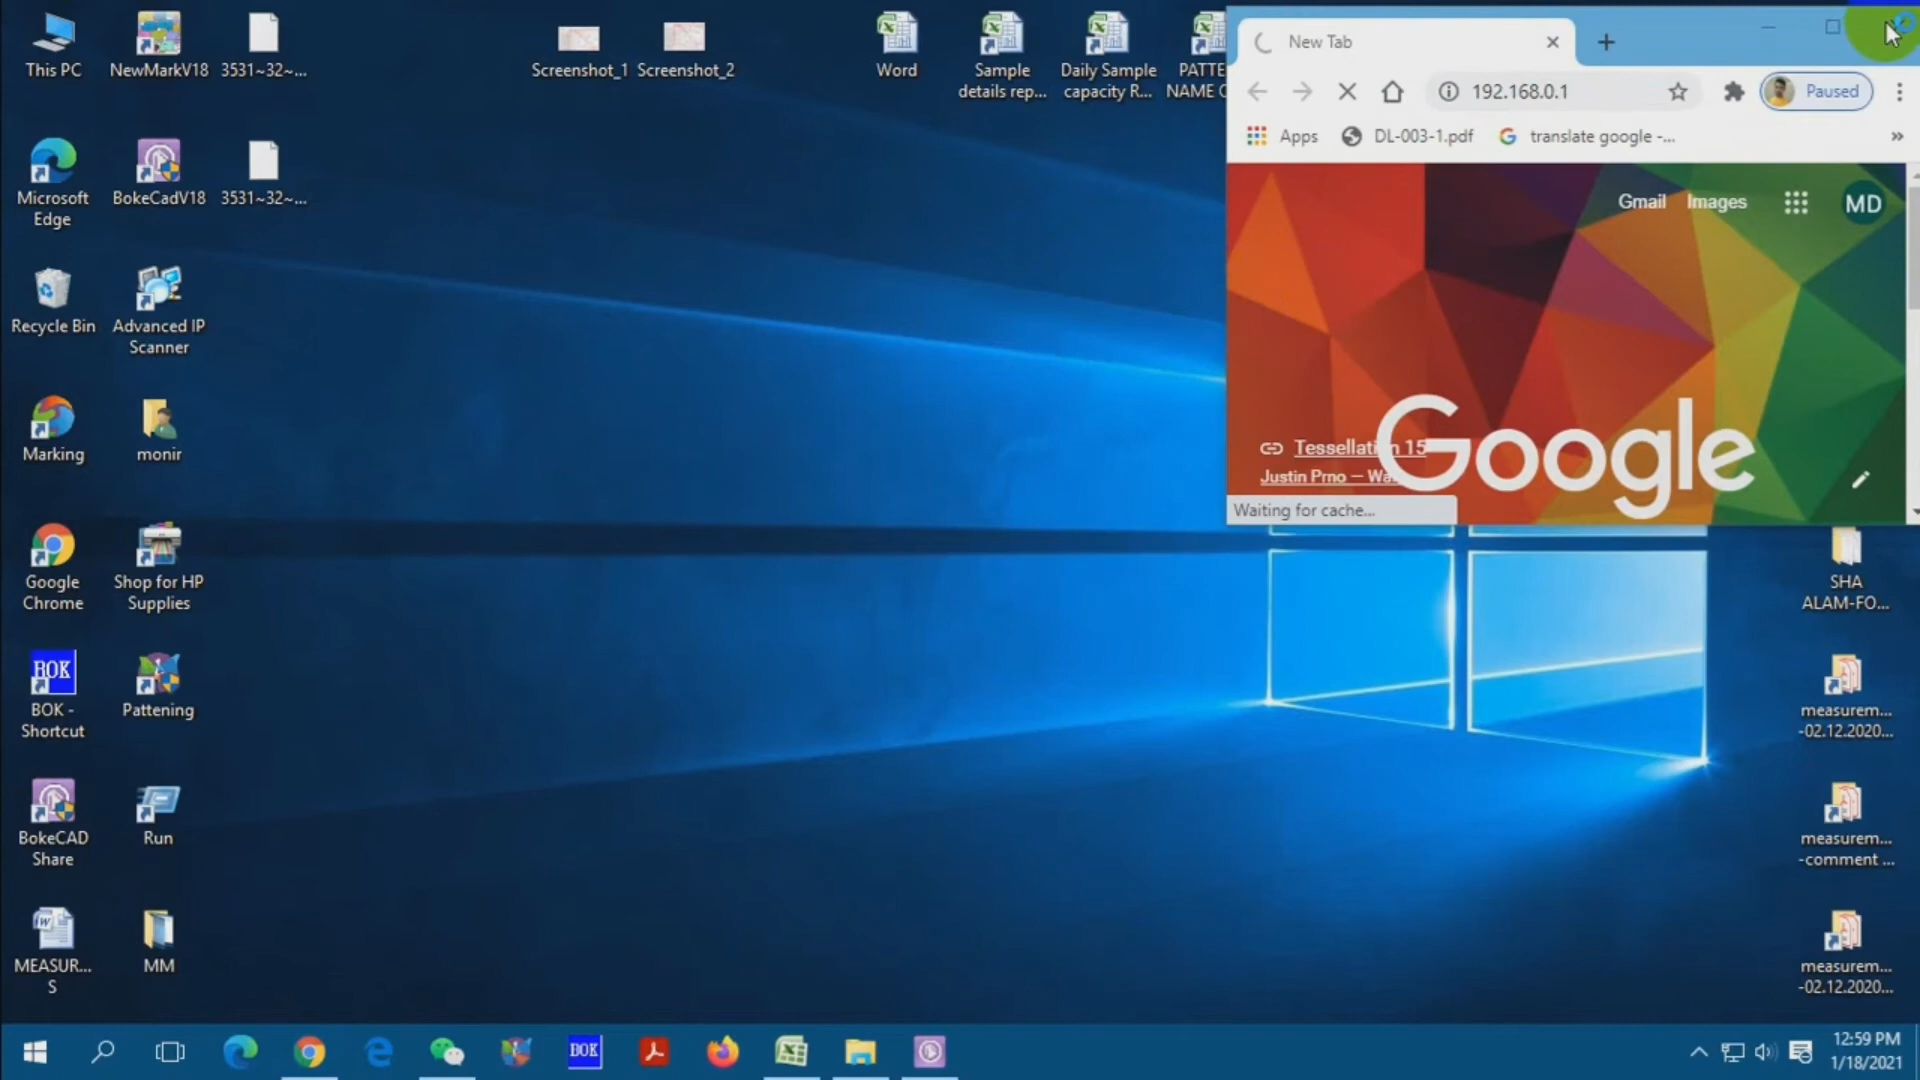 This PC
NewMarkV18
3531~32~...
Screenshot_1
Screenshot_2
Word
Sample
details rep...
Daily Sample
capacity R...
PATTE
NAME C
New Tab
192.168.0.1
Paused
Apps
DL-003-1.pdf
translate google -...
»
Gmail
Images
MD
Google
Tessellati n 15
Justin Prno — Wa
Waiting for cache...
Microsoft
Edge
BokeCadV18
3531~32~...
Recycle Bin
Advanced IP
Scanner
Marking
monir
Google
Chrome
Shop for HP
Supplies
SHA
ALAM-FO...
BOK
BOK -
Shortcut
Pattening
measurem...
-02.12.2020...
BokeCAD
Share
Run
measurem...
-comment ...
MEASUR...
S
MM
measurem...
-02.12.2020...
BOK
12:59 PM
1/18/2021